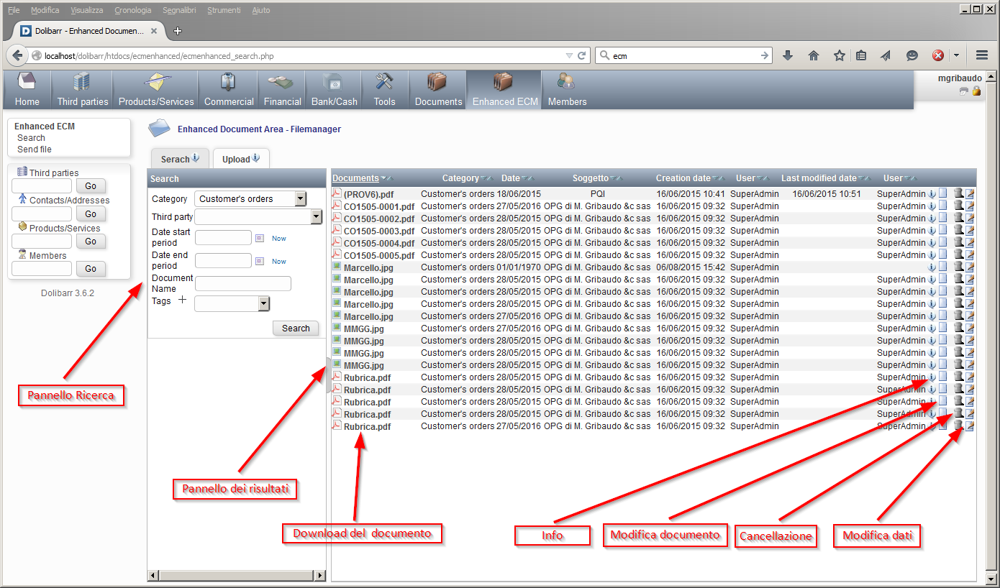 File Modifica Visualizza Cronologia Segnalibri Strumenti Aiuto
Dolibarr - Enhanced Documen...
localhost/dolibarr/htdocs/ecmenhanced/ecmenhanced_search.php
ecm
Home Third parties Products/Services Commercial Financial Bank/Cash Tools Documents Enhanced ECM Members
mgribaudo
Enhanced ECM
Search
Send file
Third parties
Go
Contacts/Addresses
Go
Products/Services
Go
Members
Go
Dolibarr 3.6.2
Enhanced Document Area - Filemanager
Serach Upload
Search
Category Customer's orders
Third party
Date start period Now
Date end period Now
Document Name
Tags
Search
Documents Category Date Soggetto Creation date User Last modified date User
(PROV6).pdf Customer's orders 18/06/2015 PQI 16/06/2015 10:41 SuperAdmin 16/06/2015 10:51 SuperAdmin
CO1505-0001.pdf Customer's orders 27/05/2016 OPG di M. Gribaudo &c sas 16/06/2015 09:32 SuperAdmin SuperAdmin
CO1505-0002.pdf Customer's orders 28/05/2015 OPG di M. Gribaudo &c sas 16/06/2015 09:32 SuperAdmin SuperAdmin
CO1505-0003.pdf Customer's orders 28/05/2015 OPG di M. Gribaudo &c sas 16/06/2015 09:32 SuperAdmin SuperAdmin
CO1505-0004.pdf Customer's orders 28/05/2015 OPG di M. Gribaudo &c sas 16/06/2015 09:32 SuperAdmin SuperAdmin
CO1505-0005.pdf Customer's orders 28/05/2015 OPG di M. Gribaudo &c sas 16/06/2015 09:32 SuperAdmin SuperAdmin
Marcello.jpg Customer's orders 01/01/1970 OPG di M. Gribaudo &c sas 06/08/2015 15:42 SuperAdmin
Marcello.jpg Customer's orders 28/05/2015 OPG di M. Gribaudo &c sas 16/06/2015 09:32 SuperAdmin SuperAdmin
Marcello.jpg Customer's orders 28/05/2015 OPG di M. Gribaudo &c sas 16/06/2015 09:32 SuperAdmin SuperAdmin
Marcello.jpg Customer's orders 28/05/2015 OPG di M. Gribaudo &c sas 16/06/2015 09:32 SuperAdmin SuperAdmin
Marcello.jpg Customer's orders 27/05/2016 OPG di M. Gribaudo &c sas 16/06/2015 09:32 SuperAdmin SuperAdmin
MMGG.jpg Customer's orders 27/05/2016 OPG di M. Gribaudo &c sas 16/06/2015 09:32 SuperAdmin SuperAdmin
MMGG.jpg Customer's orders 28/05/2015 OPG di M. Gribaudo &c sas 16/06/2015 09:32 SuperAdmin SuperAdmin
MMGG.jpg Customer's orders 28/05/2015 OPG di M. Gribaudo &c sas 16/06/2015 09:32 SuperAdmin SuperAdmin
MMGG.jpg Customer's orders 28/05/2015 OPG di M. Gribaudo &c sas 16/06/2015 09:32 SuperAdmin SuperAdmin
Rubrica.pdf Customer's orders 28/05/2015 OPG di M. Gribaudo &c sas 16/06/2015 09:32 SuperAdmin SuperAdmin
Rubrica.pdf Customer's orders 28/05/2015 OPG di M. Gribaudo &c sas 16/06/2015 09:32 SuperAdmin SuperAdmin
Rubrica.pdf Customer's orders 28/05/2015 OPG di M. Gribaudo &c sas 16/06/2015 09:32 SuperAdmin SuperAdmin
Rubrica.pdf Customer's orders 28/05/2015 OPG di M. Gribaudo &c sas 16/06/2015 09:32 SuperAdmin SuperAdmin
Rubrica.pdf Customer's orders 27/05/2016 OPG di M. Gribaudo &c sas 16/06/2015 09:32 SuperAdmin SuperAdmin
Pannello Ricerca
Pannello dei risultati
Download del documento
Info
Modifica documento
Cancellazione
Modifica dati